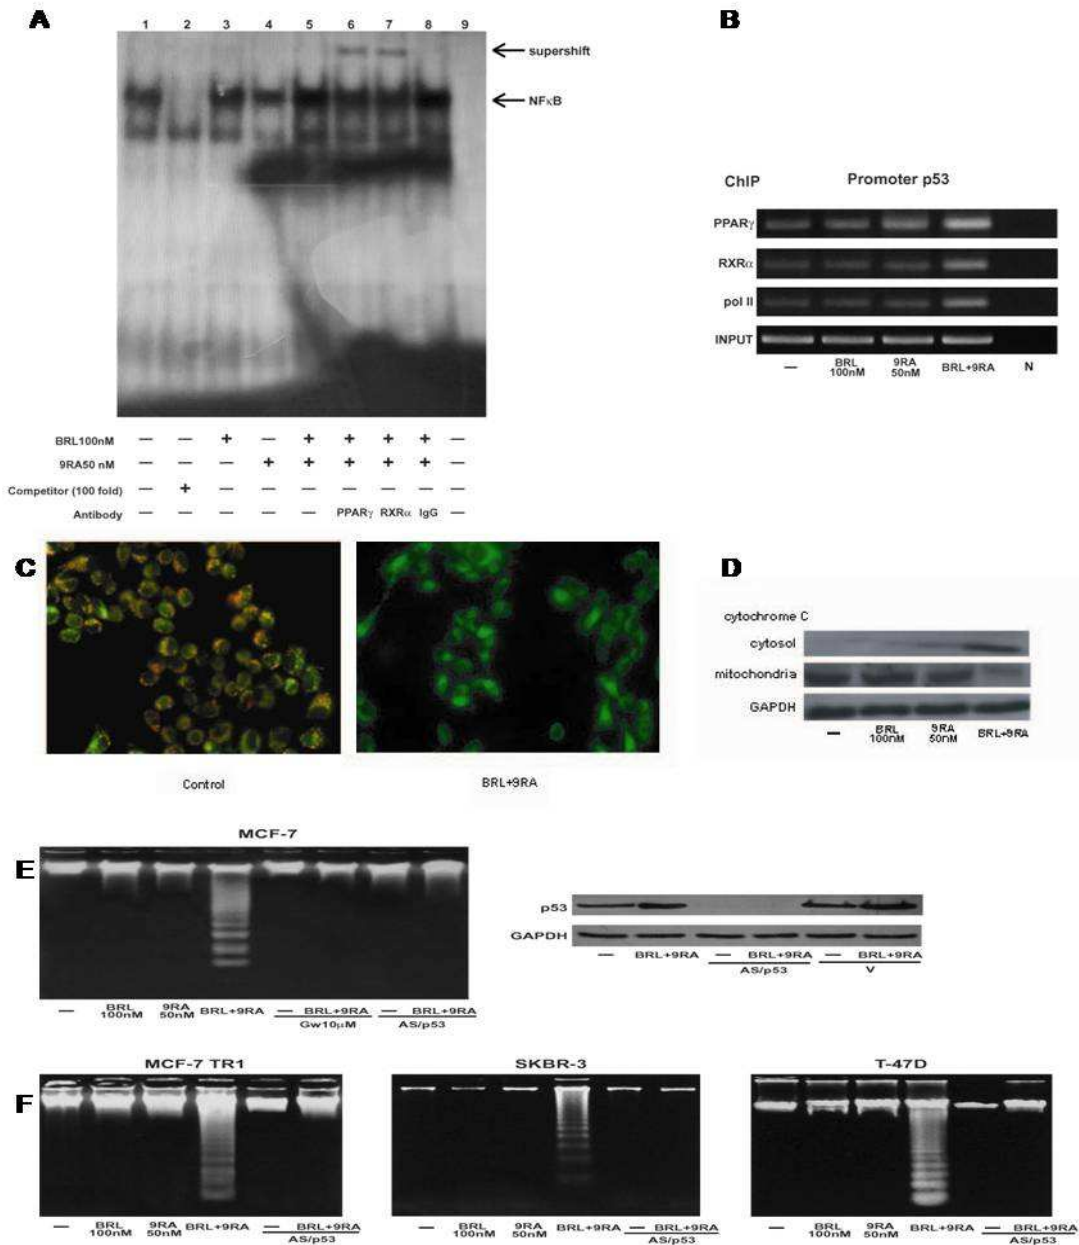 A
1 2 3 4 5 6 7 8 9
supershift
NFκB
BRL100nM — — + — + + + + —
9RA50 nM — — — + + + + + —
Competitor (100 fold) — + — — — — — — —
Antibody — — — — — PPARγ RXRα IgG —
B
ChIP Promoter p53
PPARγ
RXRα
pol II
INPUT
— BRL 9RA BRL+9RA N
100nM 50nM
C
Control BRL+9RA
D
cytochrome C
cytosol
mitochondria
GAPDH
— BRL 9RA BRL+9RA
100nM 50nM
E
MCF-7
— BRL 9RA BRL+9RA — BRL+9RA — BRL+9RA
100nM 50nM Gw10μM AS/p53
p53
GAPDH
— BRL+9RA — BRL+9RA — BRL+9RA
AS/p53 V
F
MCF-7 TR1
— BRL 9RA BRL+9RA — BRL+9RA
100nM 50nM AS/p53
SKBR-3
— BRL 9RA BRL+9RA — BRL+9RA
100nM 50nM AS/p53
T-47D
— BRL 9RA BRL+9RA — BRL+9RA
100nM 50nM AS/p53